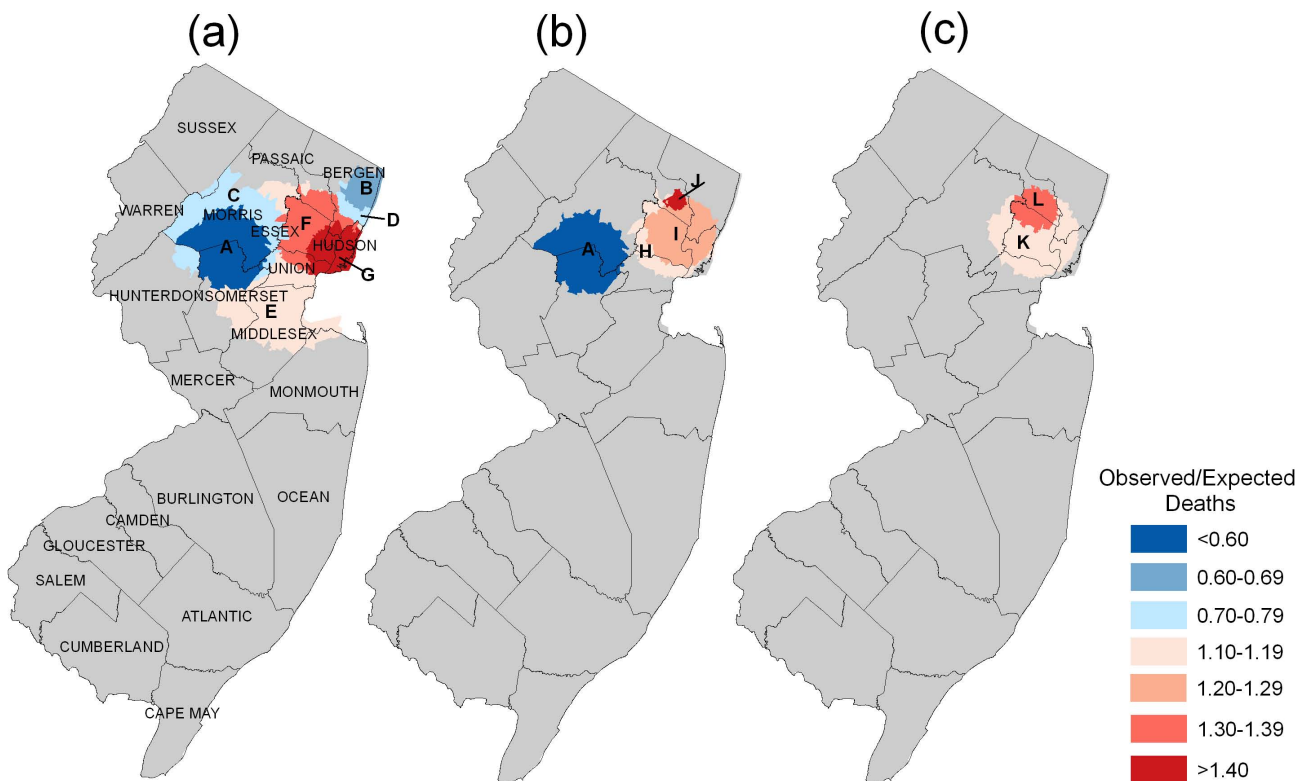 (a)
(b)
(c)
SUSSEX
PASSAIC
BERGEN
B
C
WARREN
MORRIS
D
F
ESSEX
A
HUDSON
UNION
G
HUNTERDON
SOMERSET
E
MIDDLESEX
MERCER
MONMOUTH
BURLINGTON
OCEAN
CAMDEN
GLOUCESTER
SALEM
ATLANTIC
CUMBERLAND
CAPE MAY
J
I
H
A
L
K
Observed/Expected
Deaths
<0.60
0.60-0.69
0.70-0.79
1.10-1.19
1.20-1.29
1.30-1.39
>1.40